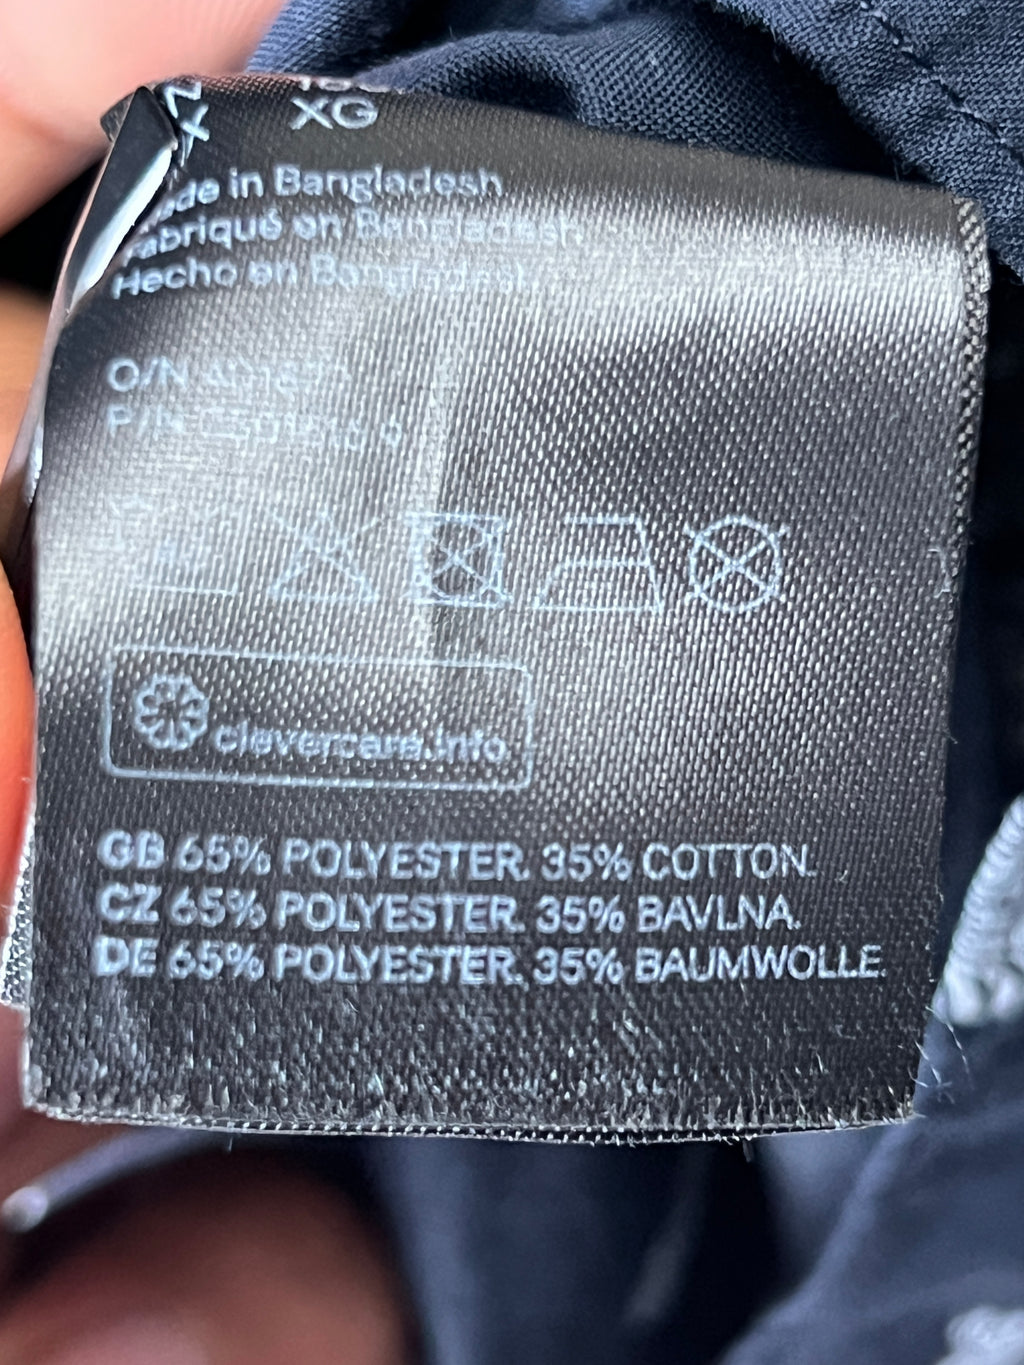 XG
Made in Bangladesh
Fabriqué en Bangladesh
Hecho en Bangladesh
O/N
P/N
clevercare.info
GB 65% POLYESTER. 35% COTTON.
CZ 65% POLYESTER. 35% BAVLNA.
DE 65% POLYESTER. 35% BAUMWOLLE.